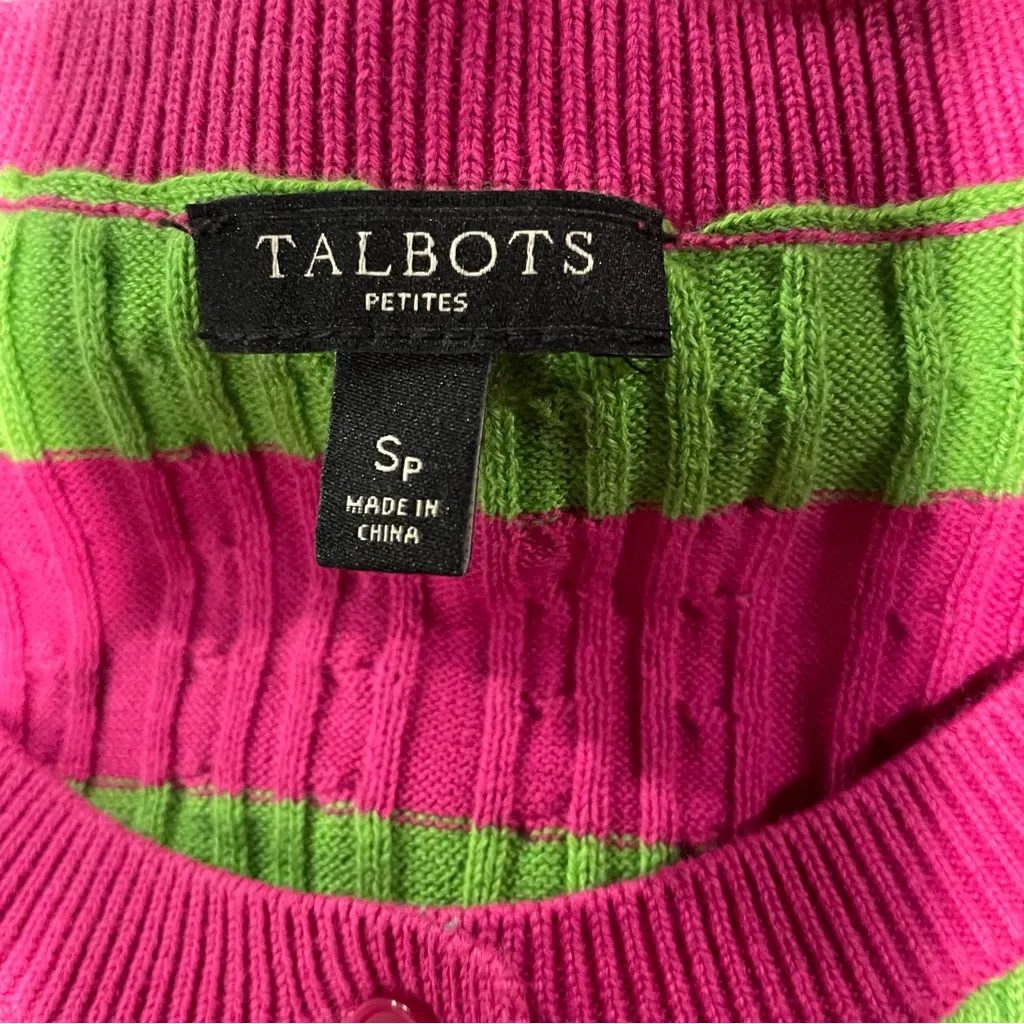 TALBOTS
PETITES
SP
MADE IN
CHINA